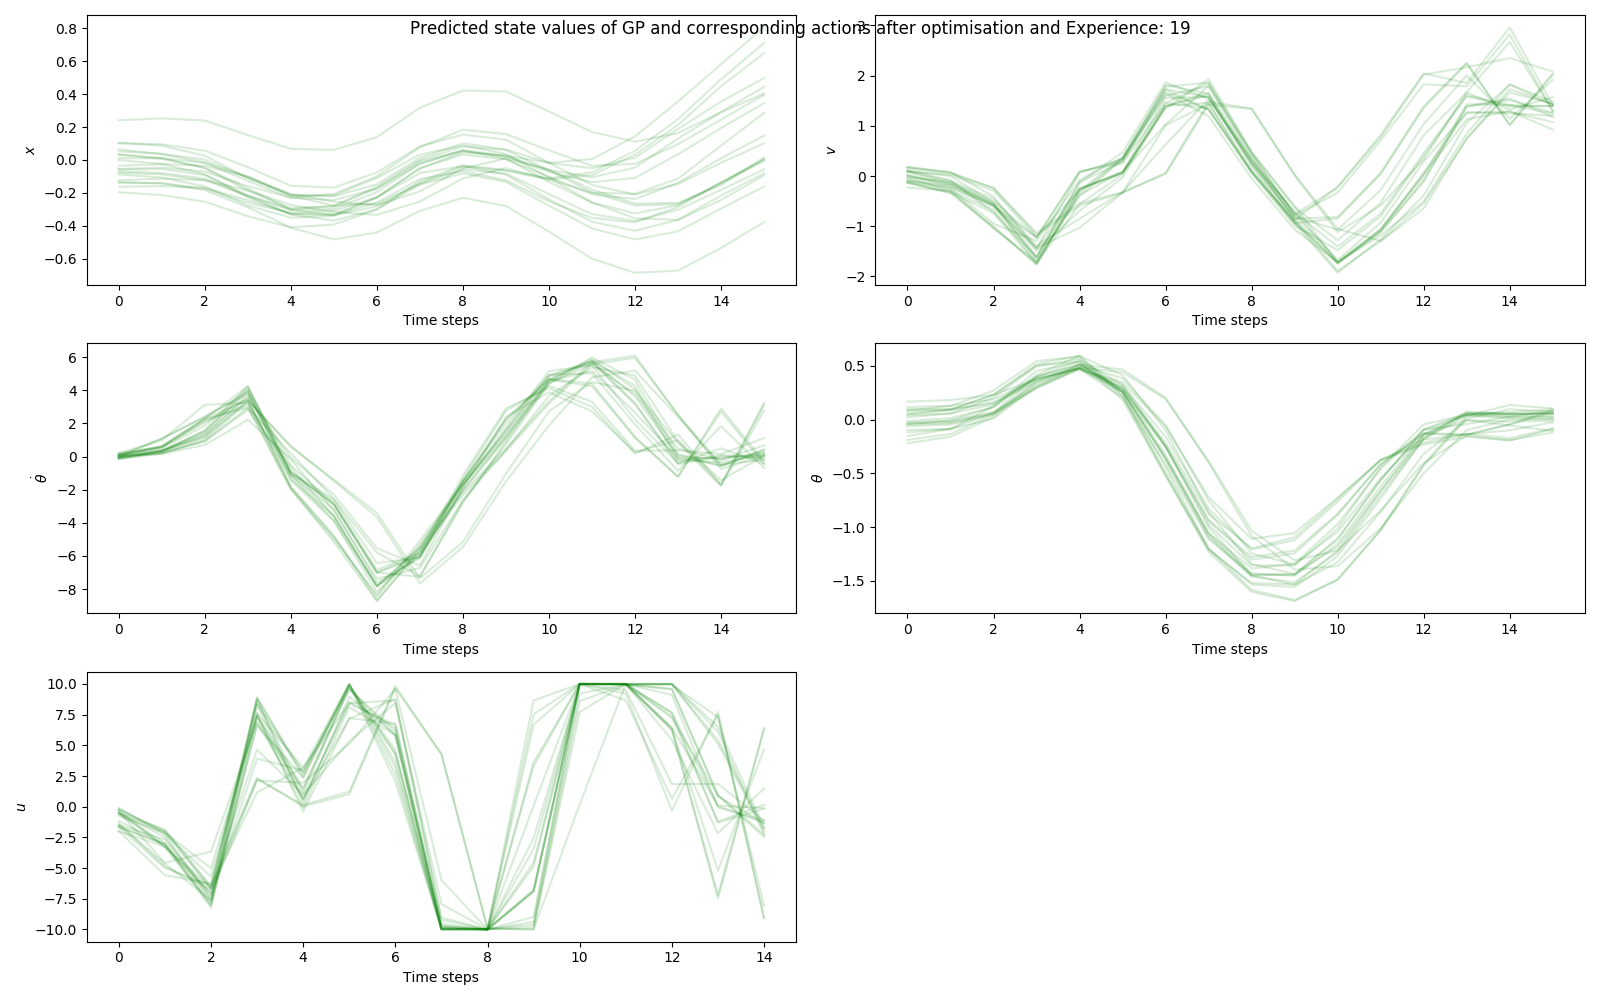 Predicted state values of GP and corresponding actions after optimisation and Experience: 19
0.8
0.6
0.4
0.2
0.0
−0.2
−0.4
−0.6
x
0 2 4 6 8 10 12 14
Time steps
3
2
1
0
−1
−2
v
0 2 4 6 8 10 12 14
Time steps
6
4
2
0
−2
−4
−6
−8
θ̇
0 2 4 6 8 10 12 14
Time steps
0.5
0.0
−0.5
−1.0
−1.5
θ
0 2 4 6 8 10 12 14
Time steps
10.0
7.5
5.0
2.5
0.0
−2.5
−5.0
−7.5
−10.0
u
0 2 4 6 8 10 12 14
Time steps